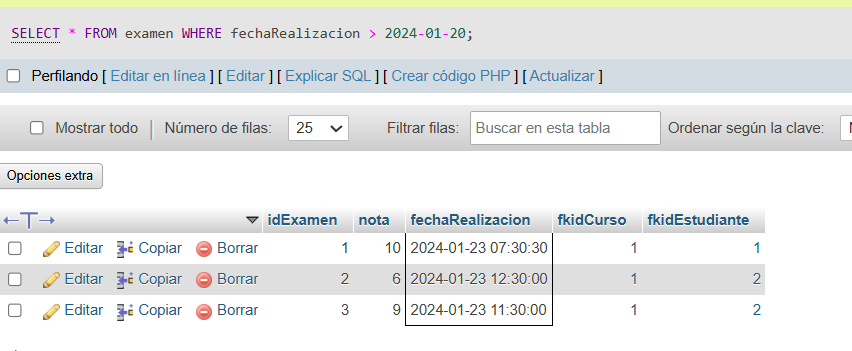 SELECT * FROM examen WHERE fechaRealizacion > 2024-01-20;
Perfilando [ Editar en línea ] [ Editar ] [ Explicar SQL ] [ Crear código PHP ] [ Actualizar ]
Mostrar todo | Número de filas: 25 Filtrar filas: Buscar en esta tabla Ordenar según la clave:
Opciones extra
←T→ idExamen nota fechaRealizacion fkidCurso fkidEstudiante
Editar Copiar Borrar 1 10 2024-01-23 07:30:30 1 1
Editar Copiar Borrar 2 6 2024-01-23 12:30:00 1 2
Editar Copiar Borrar 3 9 2024-01-23 11:30:00 1 2